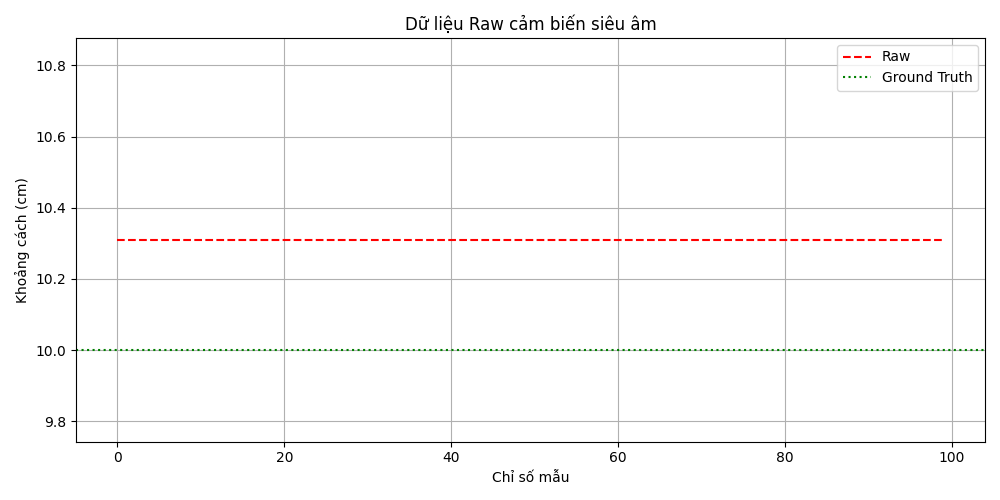 Dữ liệu Raw cảm biến siêu âm
Raw
Ground Truth
Khoảng cách (cm)
10.8
10.6
10.4
10.2
10.0
9.8
0 20 40 60 80 100
Chỉ số mẫu